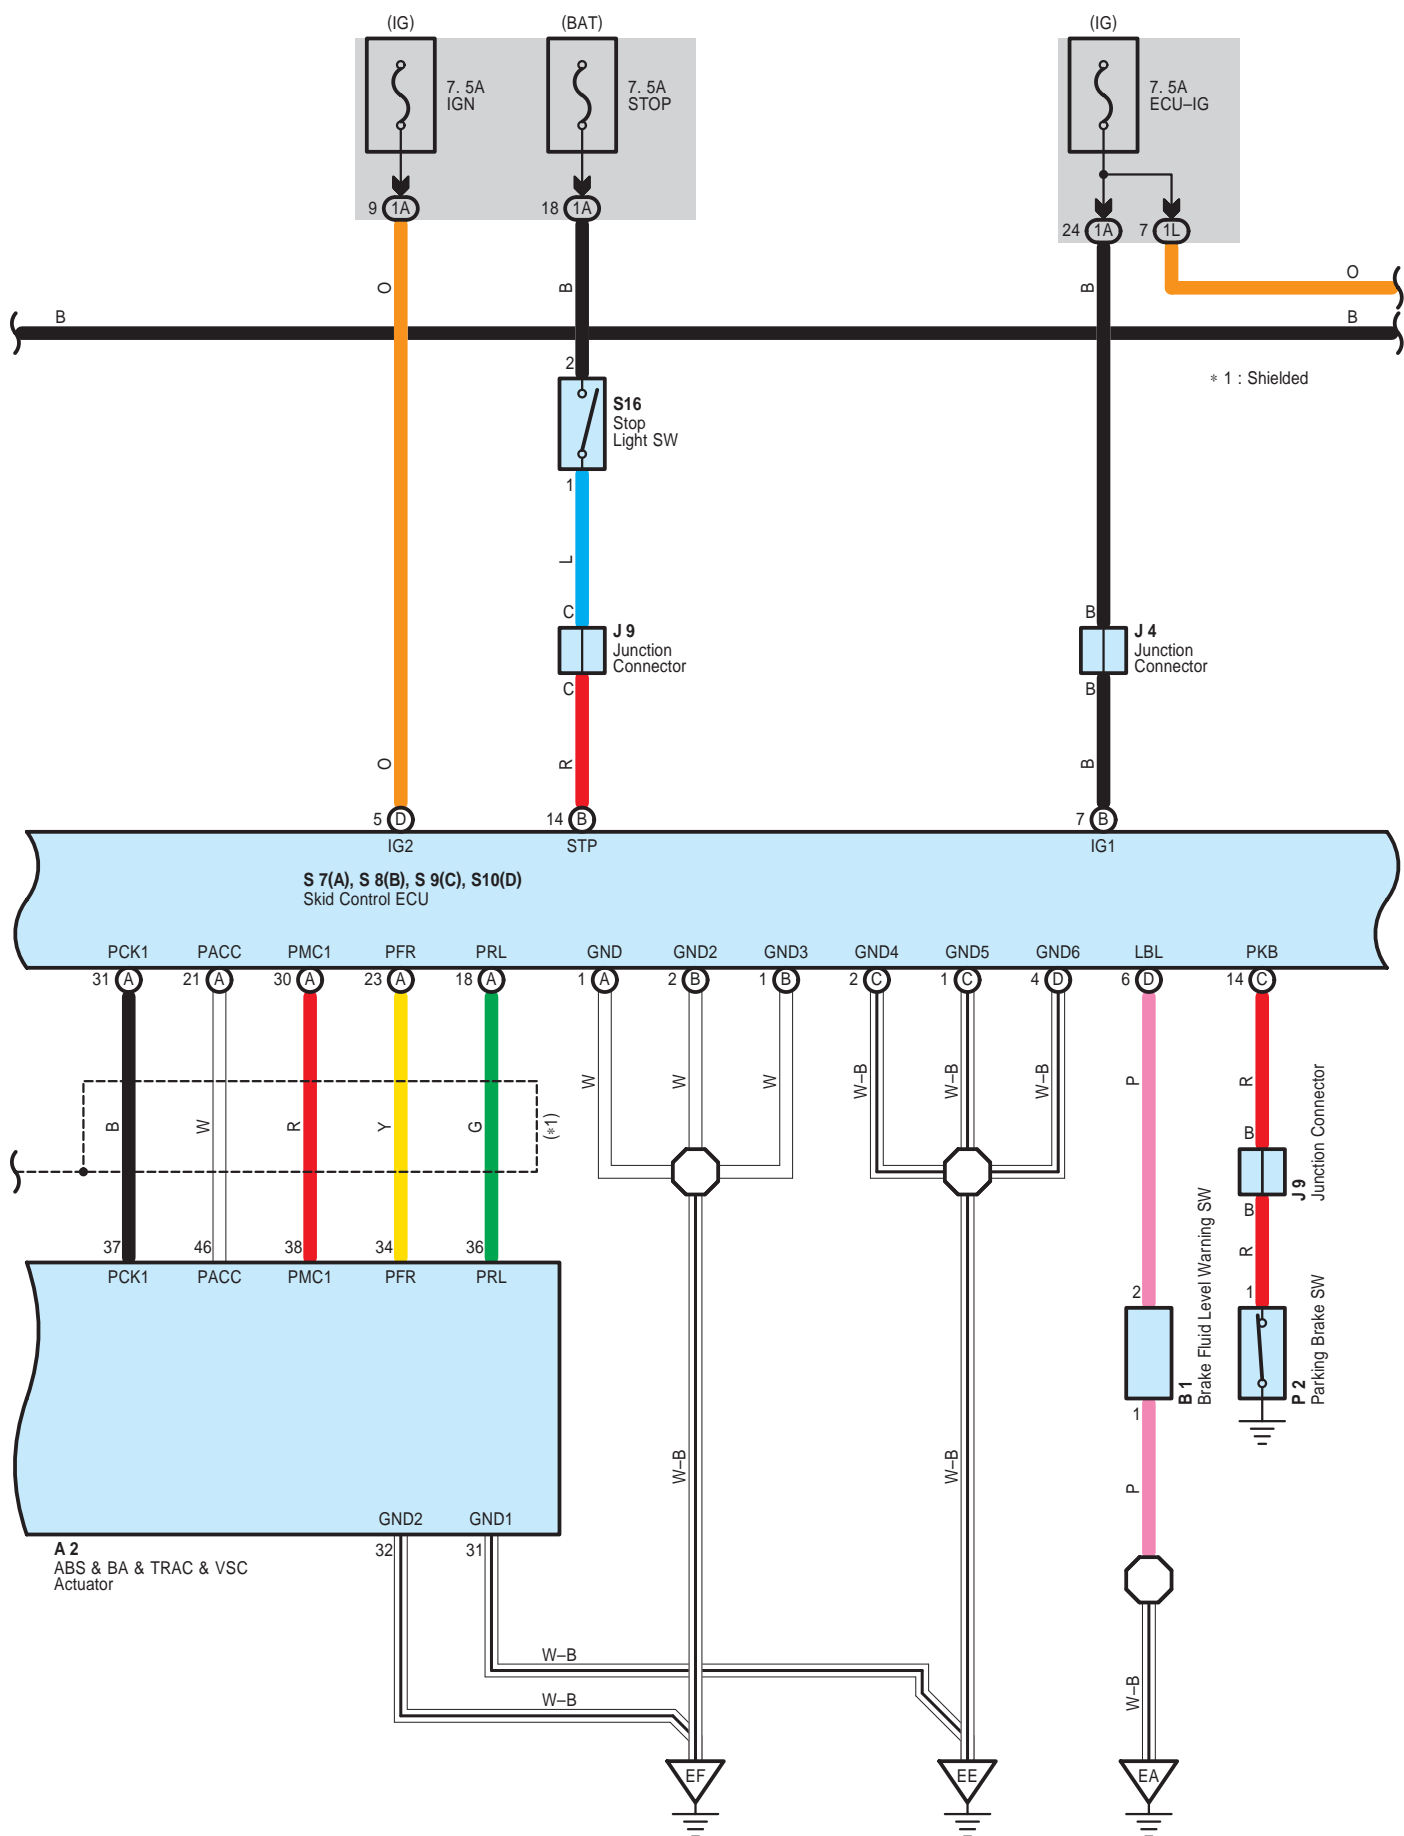 (IG)
(BAT)
(IG)
7. 5A
IGN
7. 5A
STOP
7. 5A
ECU–IG
9 1A
18 1A
24 1A
7 1L
O
B
B
O
B
B
2
∗ 1 : Shielded
S16
Stop
Light SW
1
L
C
J 9
Junction
Connector
C
B
J 4
Junction
Connector
B
O
R
B
5 D
14 B
7 B
IG2
STP
IG1
S 7(A), S 8(B), S 9(C), S10(D)
Skid Control ECU
PCK1
PACC
PMC1
PFR
PRL
GND
GND2
GND3
GND4
GND5
GND6
LBL
PKB
31 A
21 A
30 A
23 A
18 A
1 A
2 B
1 B
2 C
1 C
4 D
6 D
14 C
B
W
R
Y
G
(∗1)
W
W
W
W–B
W–B
W–B
P
R
B
J 9
Junction Connector
B
R
37
46
38
34
36
PCK1
PACC
PMC1
PFR
PRL
2
1
B 1
Brake Fluid Level Warning SW
P 2
Parking Brake SW
1
W–B
W–B
P
GND2
GND1
32
31
A 2
ABS & BA & TRAC & VSC
Actuator
W–B
W–B
W–B
EF
EE
EA